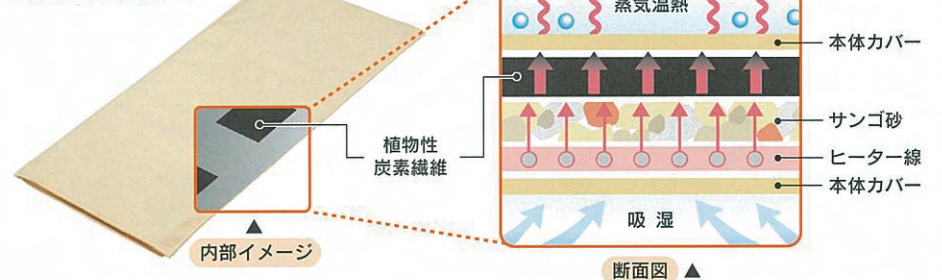 蒸気温熱
本体カバー
植物性
炭素繊維
サンゴ砂
ヒーター線
本体カバー
吸湿
▲
内部イメージ
断面図 ▲